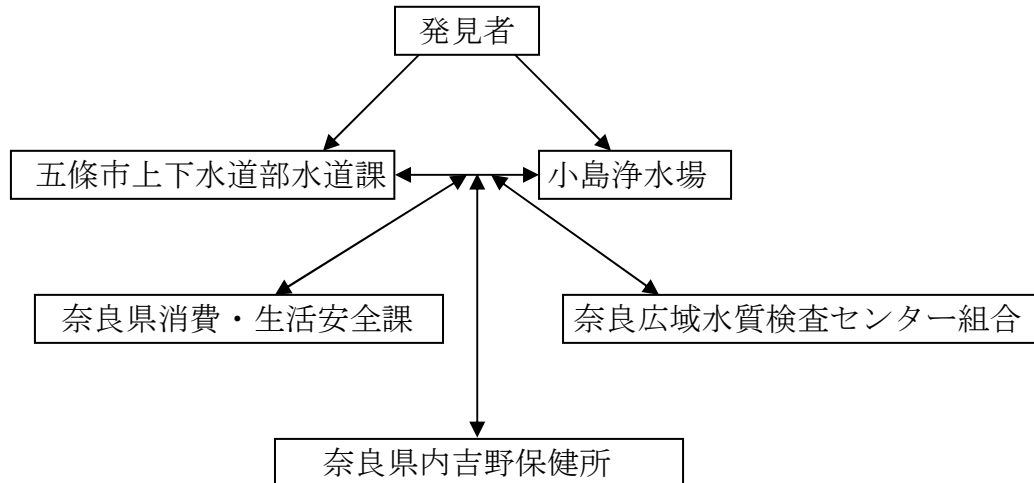 発見者
五條市上下水道部水道課
小島浄水場
奈良県消費・生活安全課
奈良広域水質検査センター組合
奈良県内吉野保健所